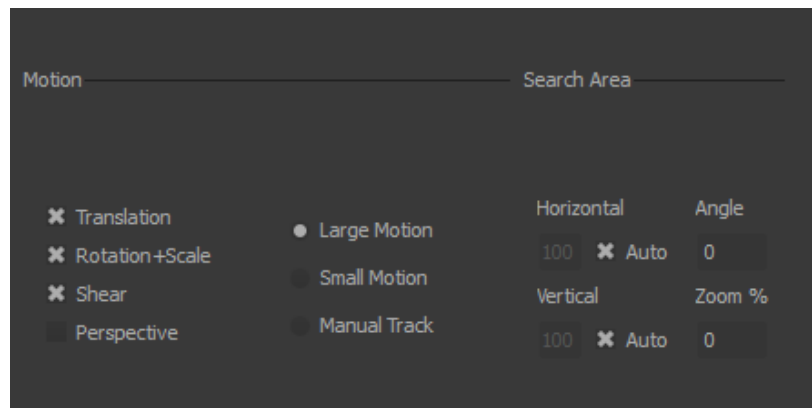 Motion
Search Area
Translation
Rotation+Scale
Shear
Perspective
Large Motion
Small Motion
Manual Track
Horizontal
Angle
100 Auto
0
Vertical
Zoom %
100 Auto
0